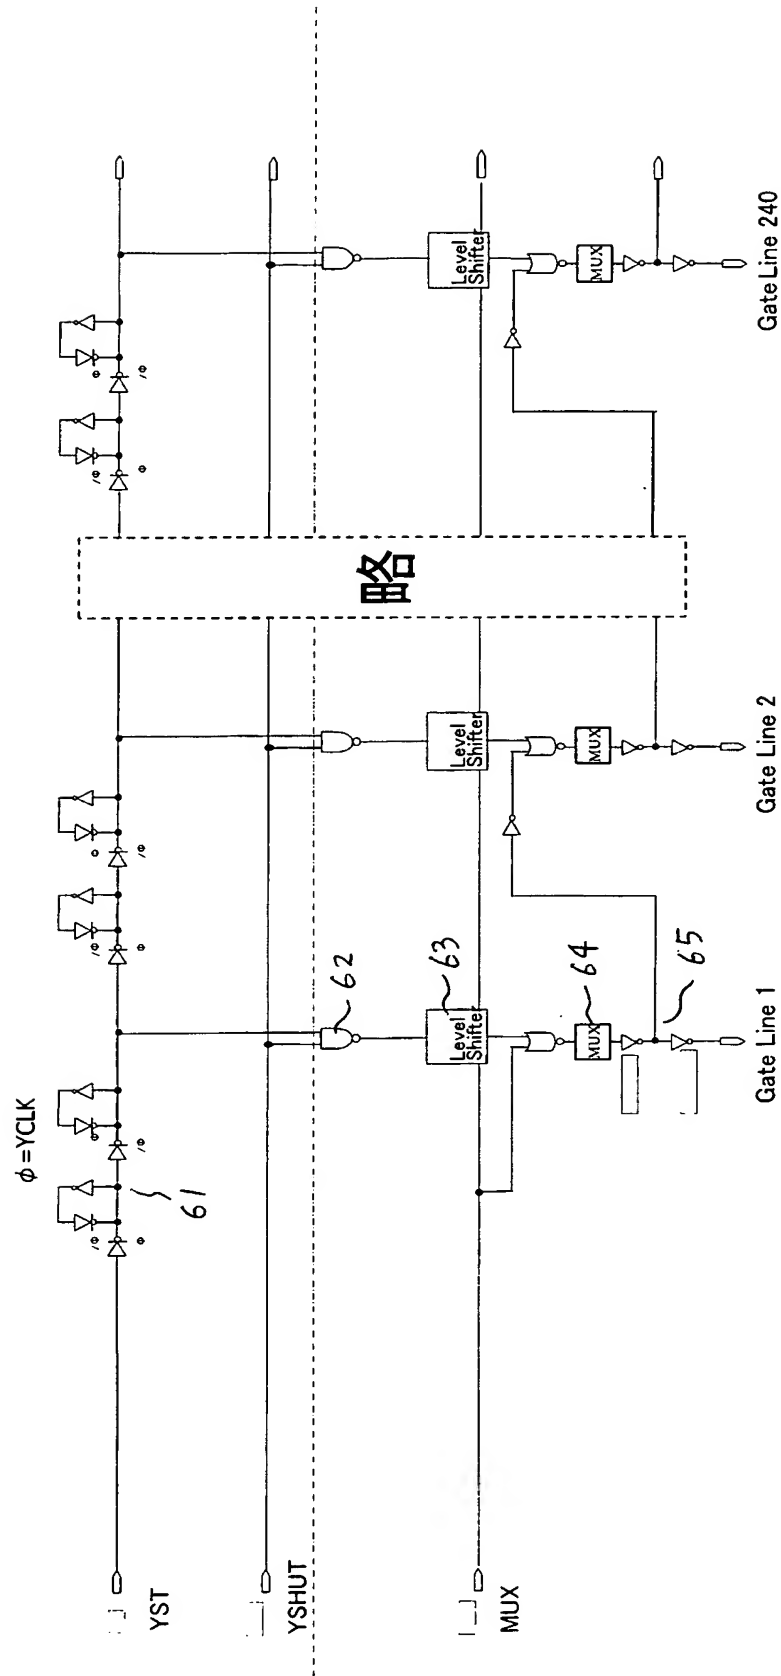 φ=YCLK
YST
YSHUT
MUX
61
62
63
64
65
Level
Shifter
MUX
Gate Line 1
Level
Shifter
MUX
Gate Line 2
略
Level
Shifter
MUX
Gate Line 240